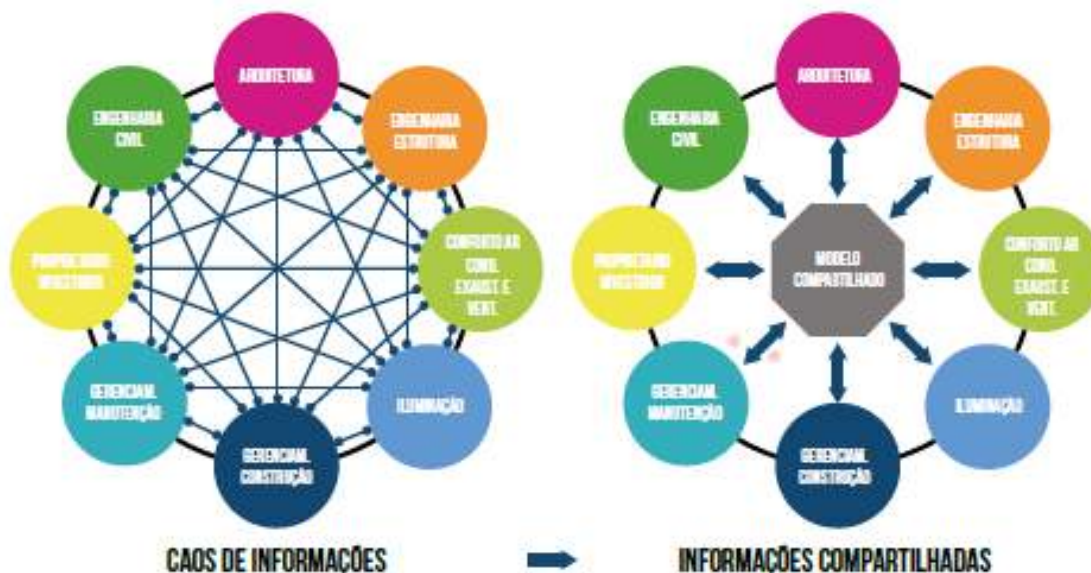 ARQUITETURA
ENGENHARIA
CIVIL
ENGENHARIA
ESTRUTURA
PROPRIETÁRIO
INVESTIDOR
CONFORTO AR
COND.
EXAUST. E
VENT.
GERENCIAM.
MANUTENÇÃO
ILUMINAÇÃO
GERENCIAM.
CONSTRUÇÃO
CAOS DE INFORMAÇÕES
ARQUITETURA
ENGENHARIA
CIVIL
ENGENHARIA
ESTRUTURA
PROPRIETÁRIO
INVESTIDOR
MODELO
COMPARTILHADO
CONFORTO AR
COND.
EXAUST. E
VENT.
GERENCIAM.
MANUTENÇÃO
ILUMINAÇÃO
GERENCIAM.
CONSTRUÇÃO
INFORMAÇÕES COMPARTILHADAS